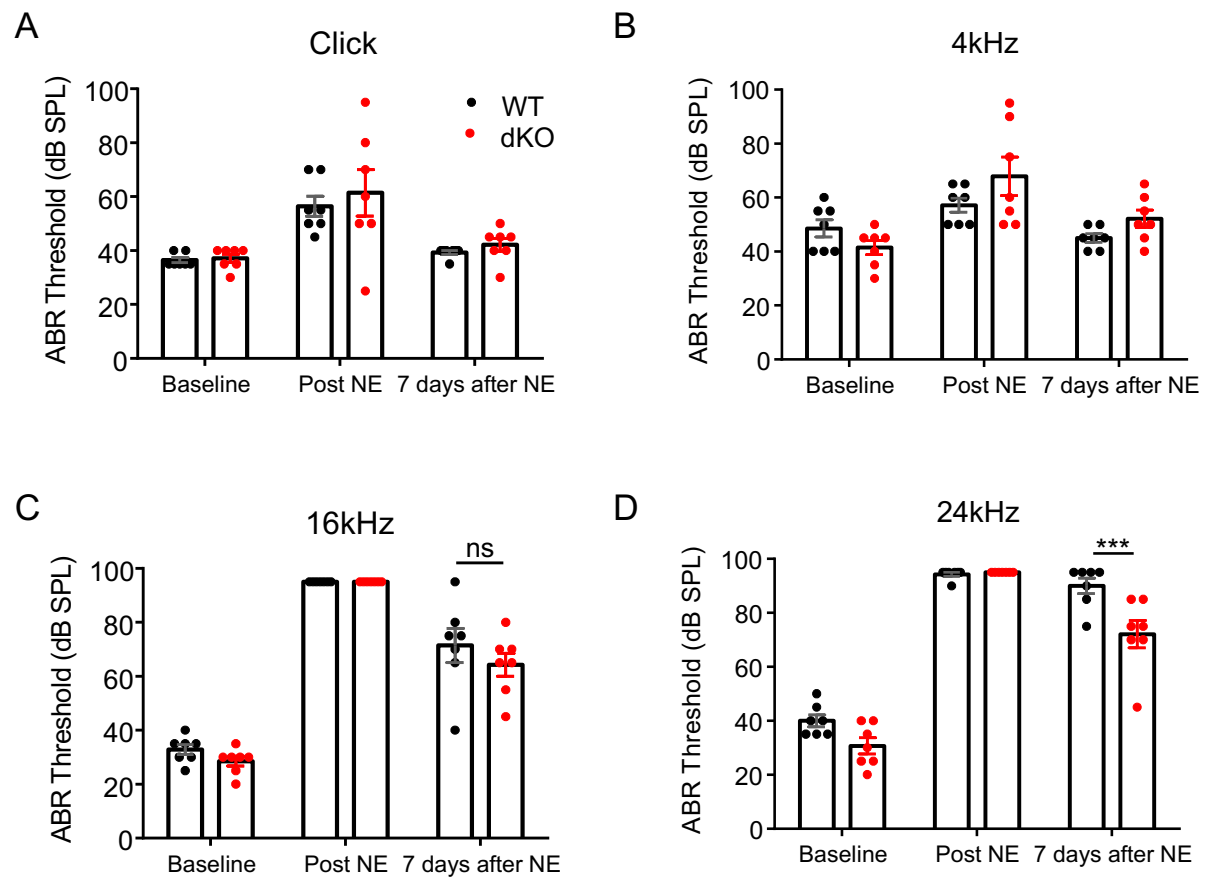 A
Click
ABR Threshold (dB SPL)
100
80
60
40
20
0
WT
dKO
Baseline
Post NE
7 days after NE
B
4kHz
ABR Threshold (dB SPL)
100
80
60
40
20
0
Baseline
Post NE
7 days after NE
C
16kHz
ABR Threshold (dB SPL)
100
80
60
40
20
0
ns
Baseline
Post NE
7 days after NE
D
24kHz
ABR Threshold (dB SPL)
100
80
60
40
20
0
***
Baseline
Post NE
7 days after NE